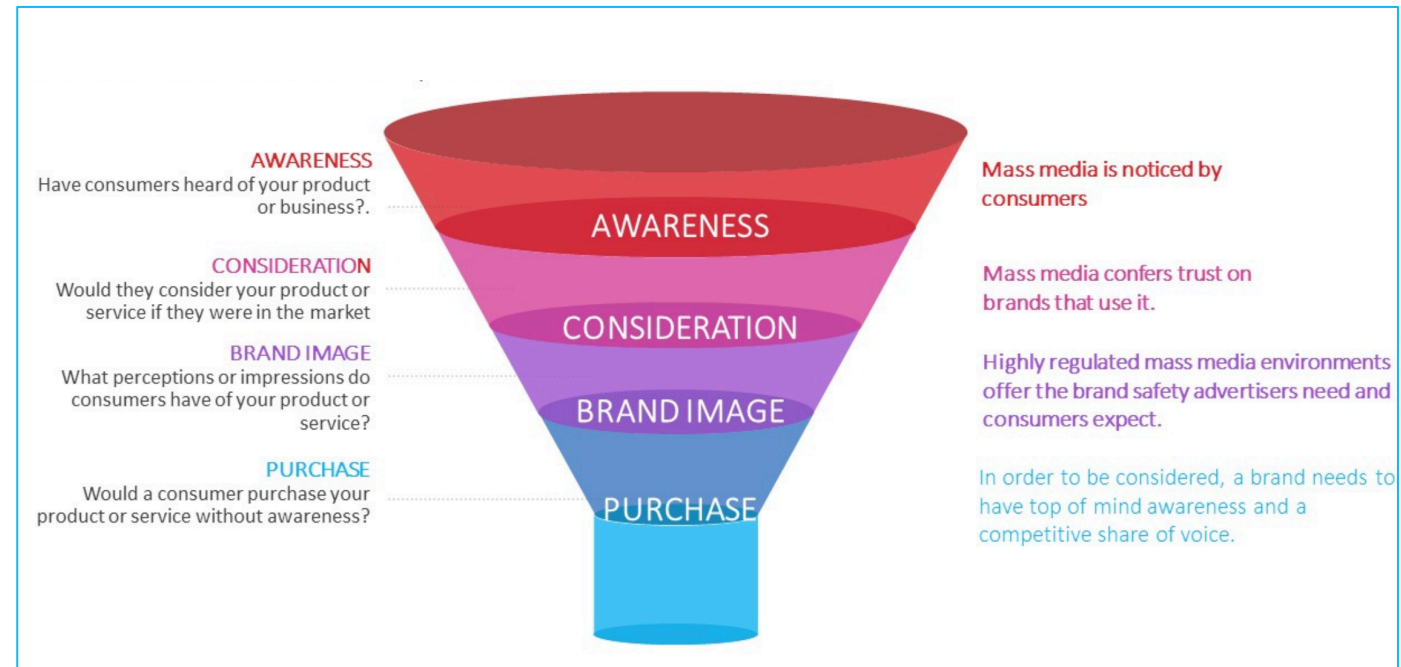 AWARENESS
Have consumers heard of your product
or business?.
CONSIDERATION
Would they consider your product or
service if they were in the market
BRAND IMAGE
What perceptions or impressions do
consumers have of your product or
service?
PURCHASE
Would a consumer purchase your
product or service without awareness?
AWARENESS
CONSIDERATION
BRAND IMAGE
PURCHASE
Mass media is noticed by
consumers
Mass media confers trust on
brands that use it.
Highly regulated mass media environments
offer the brand safety advertisers need and
consumers expect.
In order to be considered, a brand needs to
have top of mind awareness and a
competitive share of voice.